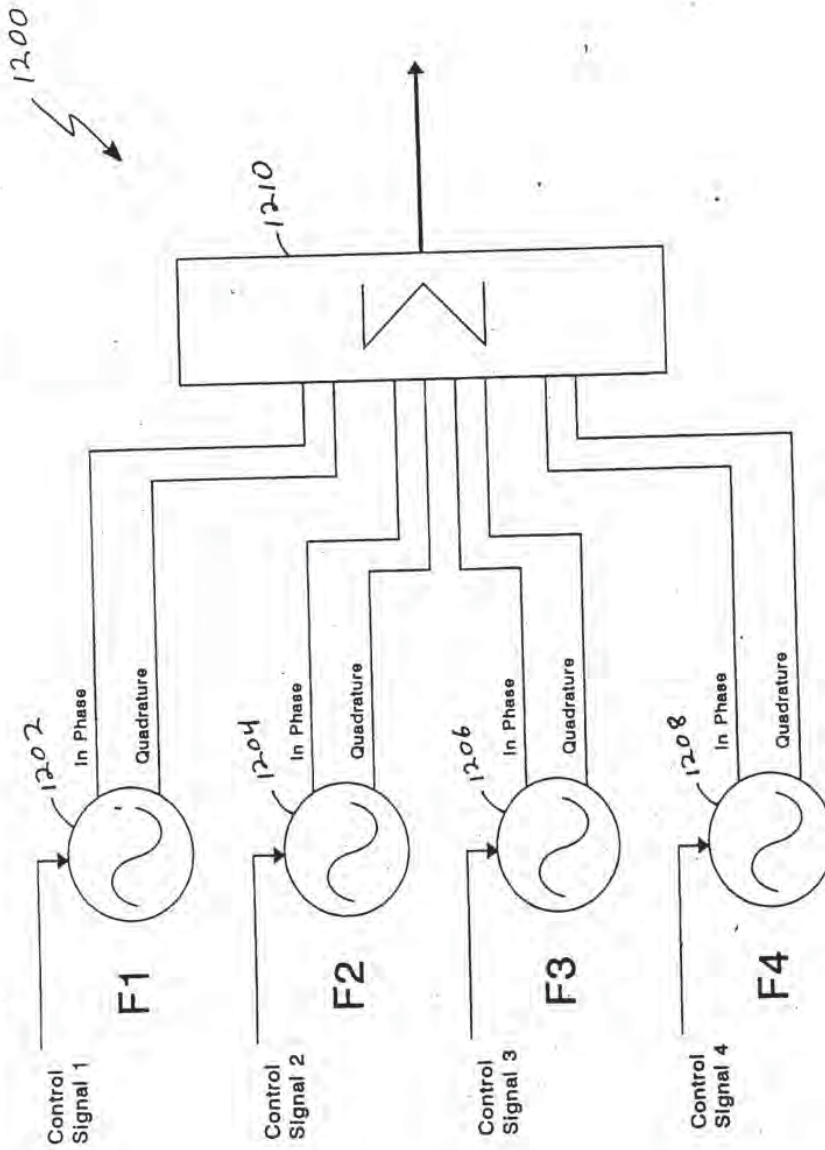 1200
Control
Signal 1
F1
1202
In Phase
Quadrature
Control
Signal 2
F2
1204
In Phase
Quadrature
Control
Signal 3
F3
1206
In Phase
Quadrature
Control
Signal 4
F4
1208
In Phase
Quadrature
1210
Σ